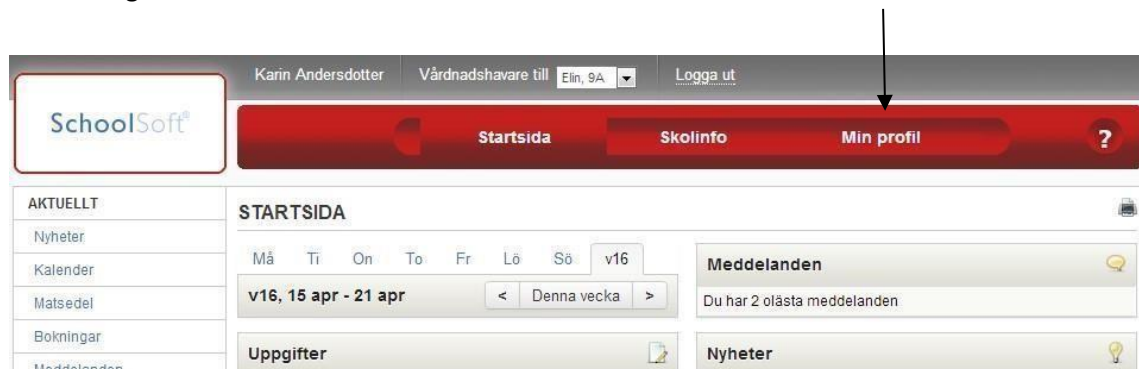 Karin Andersdotter Vårdnadshavare till Elin, 9A Logga ut
SchoolSoft®
Startsida Skolinfo Min profil ?
AKTUELLT
Nyheter
Kalender
Matsedel
Bokningar
Meddelanden
STARTSIDA
Må Ti On To Fr Lö Sö v16
v16, 15 apr - 21 apr < Denna vecka >
Uppgifter
Meddelanden
Du har 2 olästa meddelanden
Nyheter